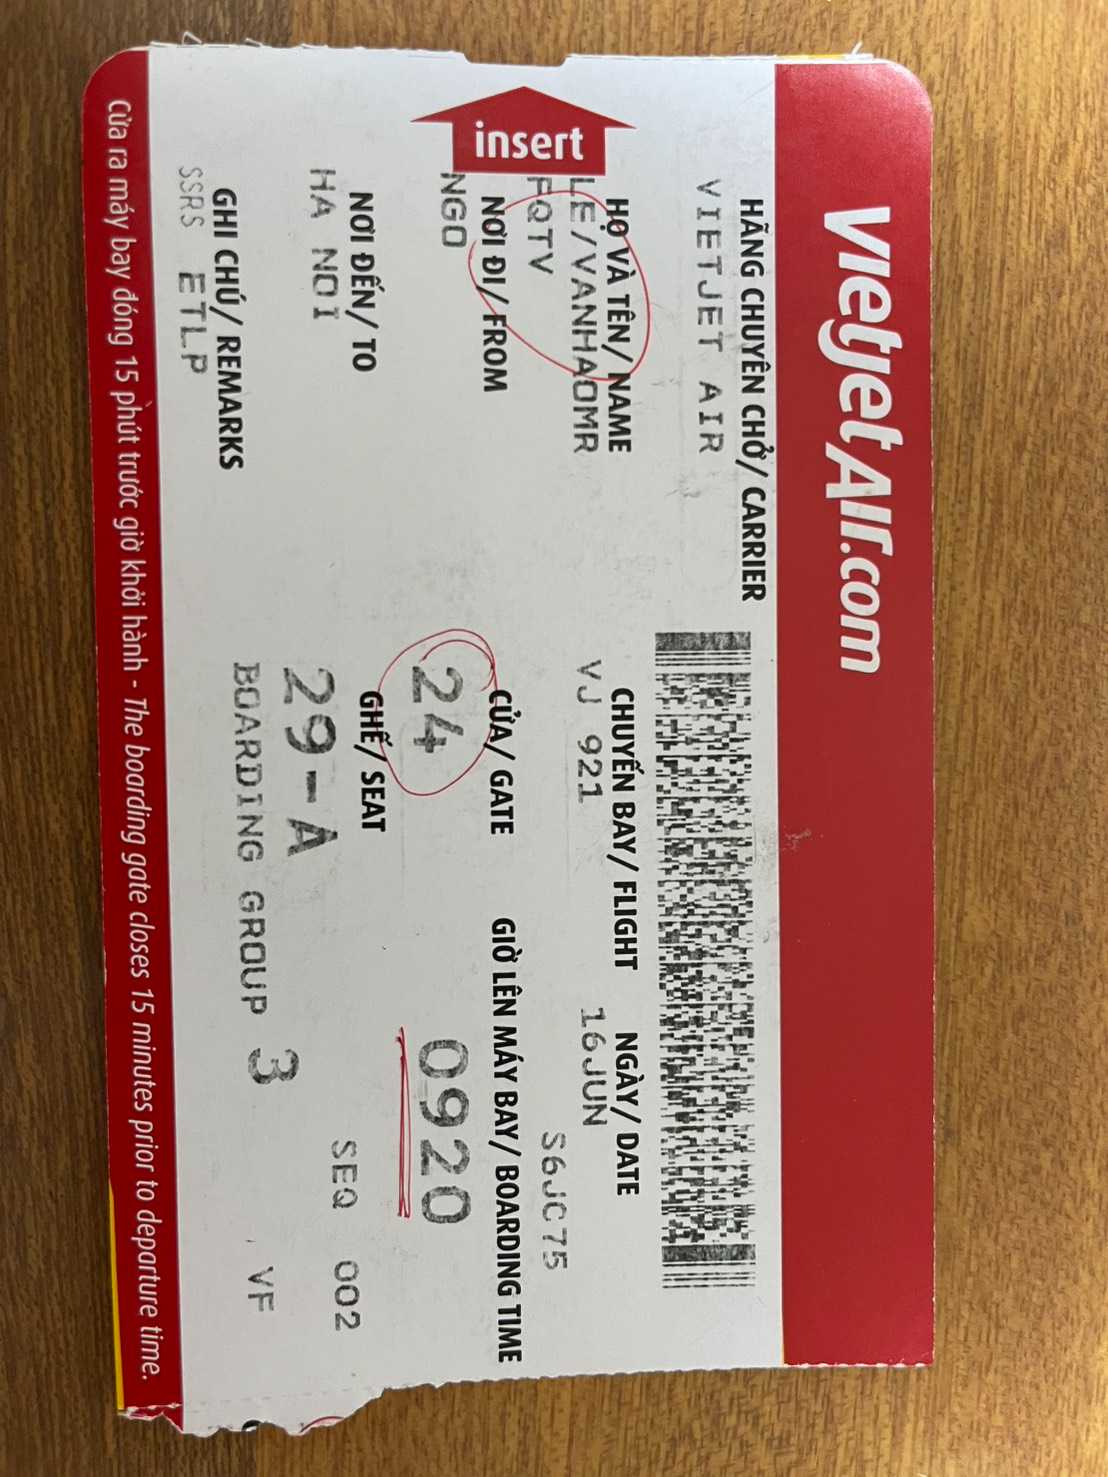 vietjetAir.com
HÃNG CHUYÊN CHỞ/ CARRIER
VIETJET AIR
insert
HỌ VÀ TÊN/ NAME
CHUYẾN BAY/ FLIGHT
NGÀY/ DATE
LE/VANHAOMR
VJ 921
16JUN
FQTV
S6JC75
NƠI ĐI/ FROM
CỬA/ GATE
GIỜ LÊN MÁY BAY/ BOARDING TIME
NGO
24
0920
NƠI ĐẾN/ TO
GHẾ/ SEAT
HA NOI
29-A
SEQ 002
GHI CHÚ/ REMARKS
BOARDING GROUP 3
VF
SSRS ETLP
Cửa ra máy bay đóng 15 phút trước giờ khởi hành - The boarding gate closes 15 minutes prior to departure time.